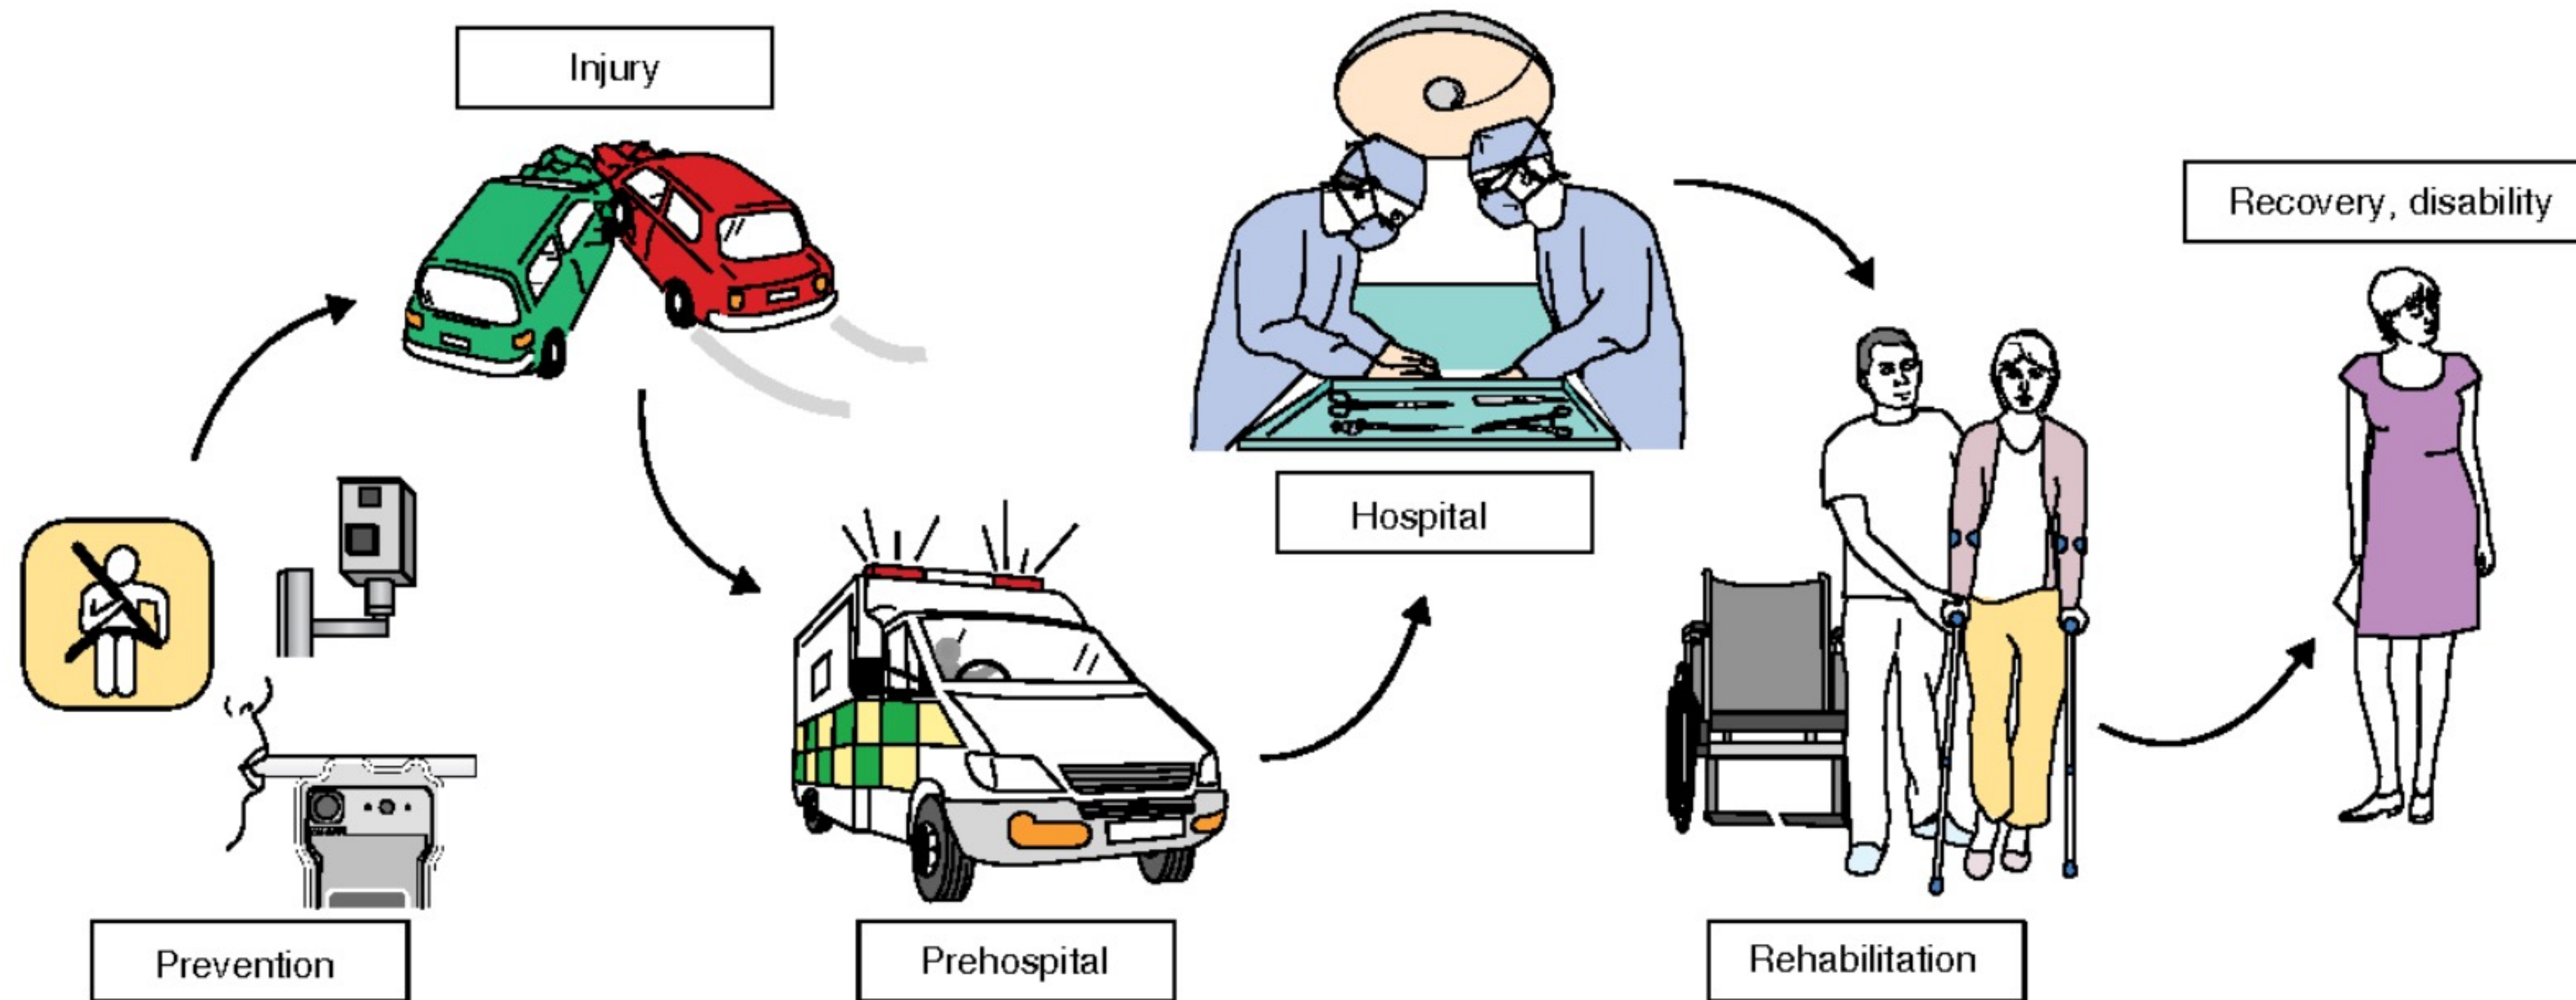 Injury
Recovery, disability
Hospital
Prevention
Prehospital
Rehabilitation